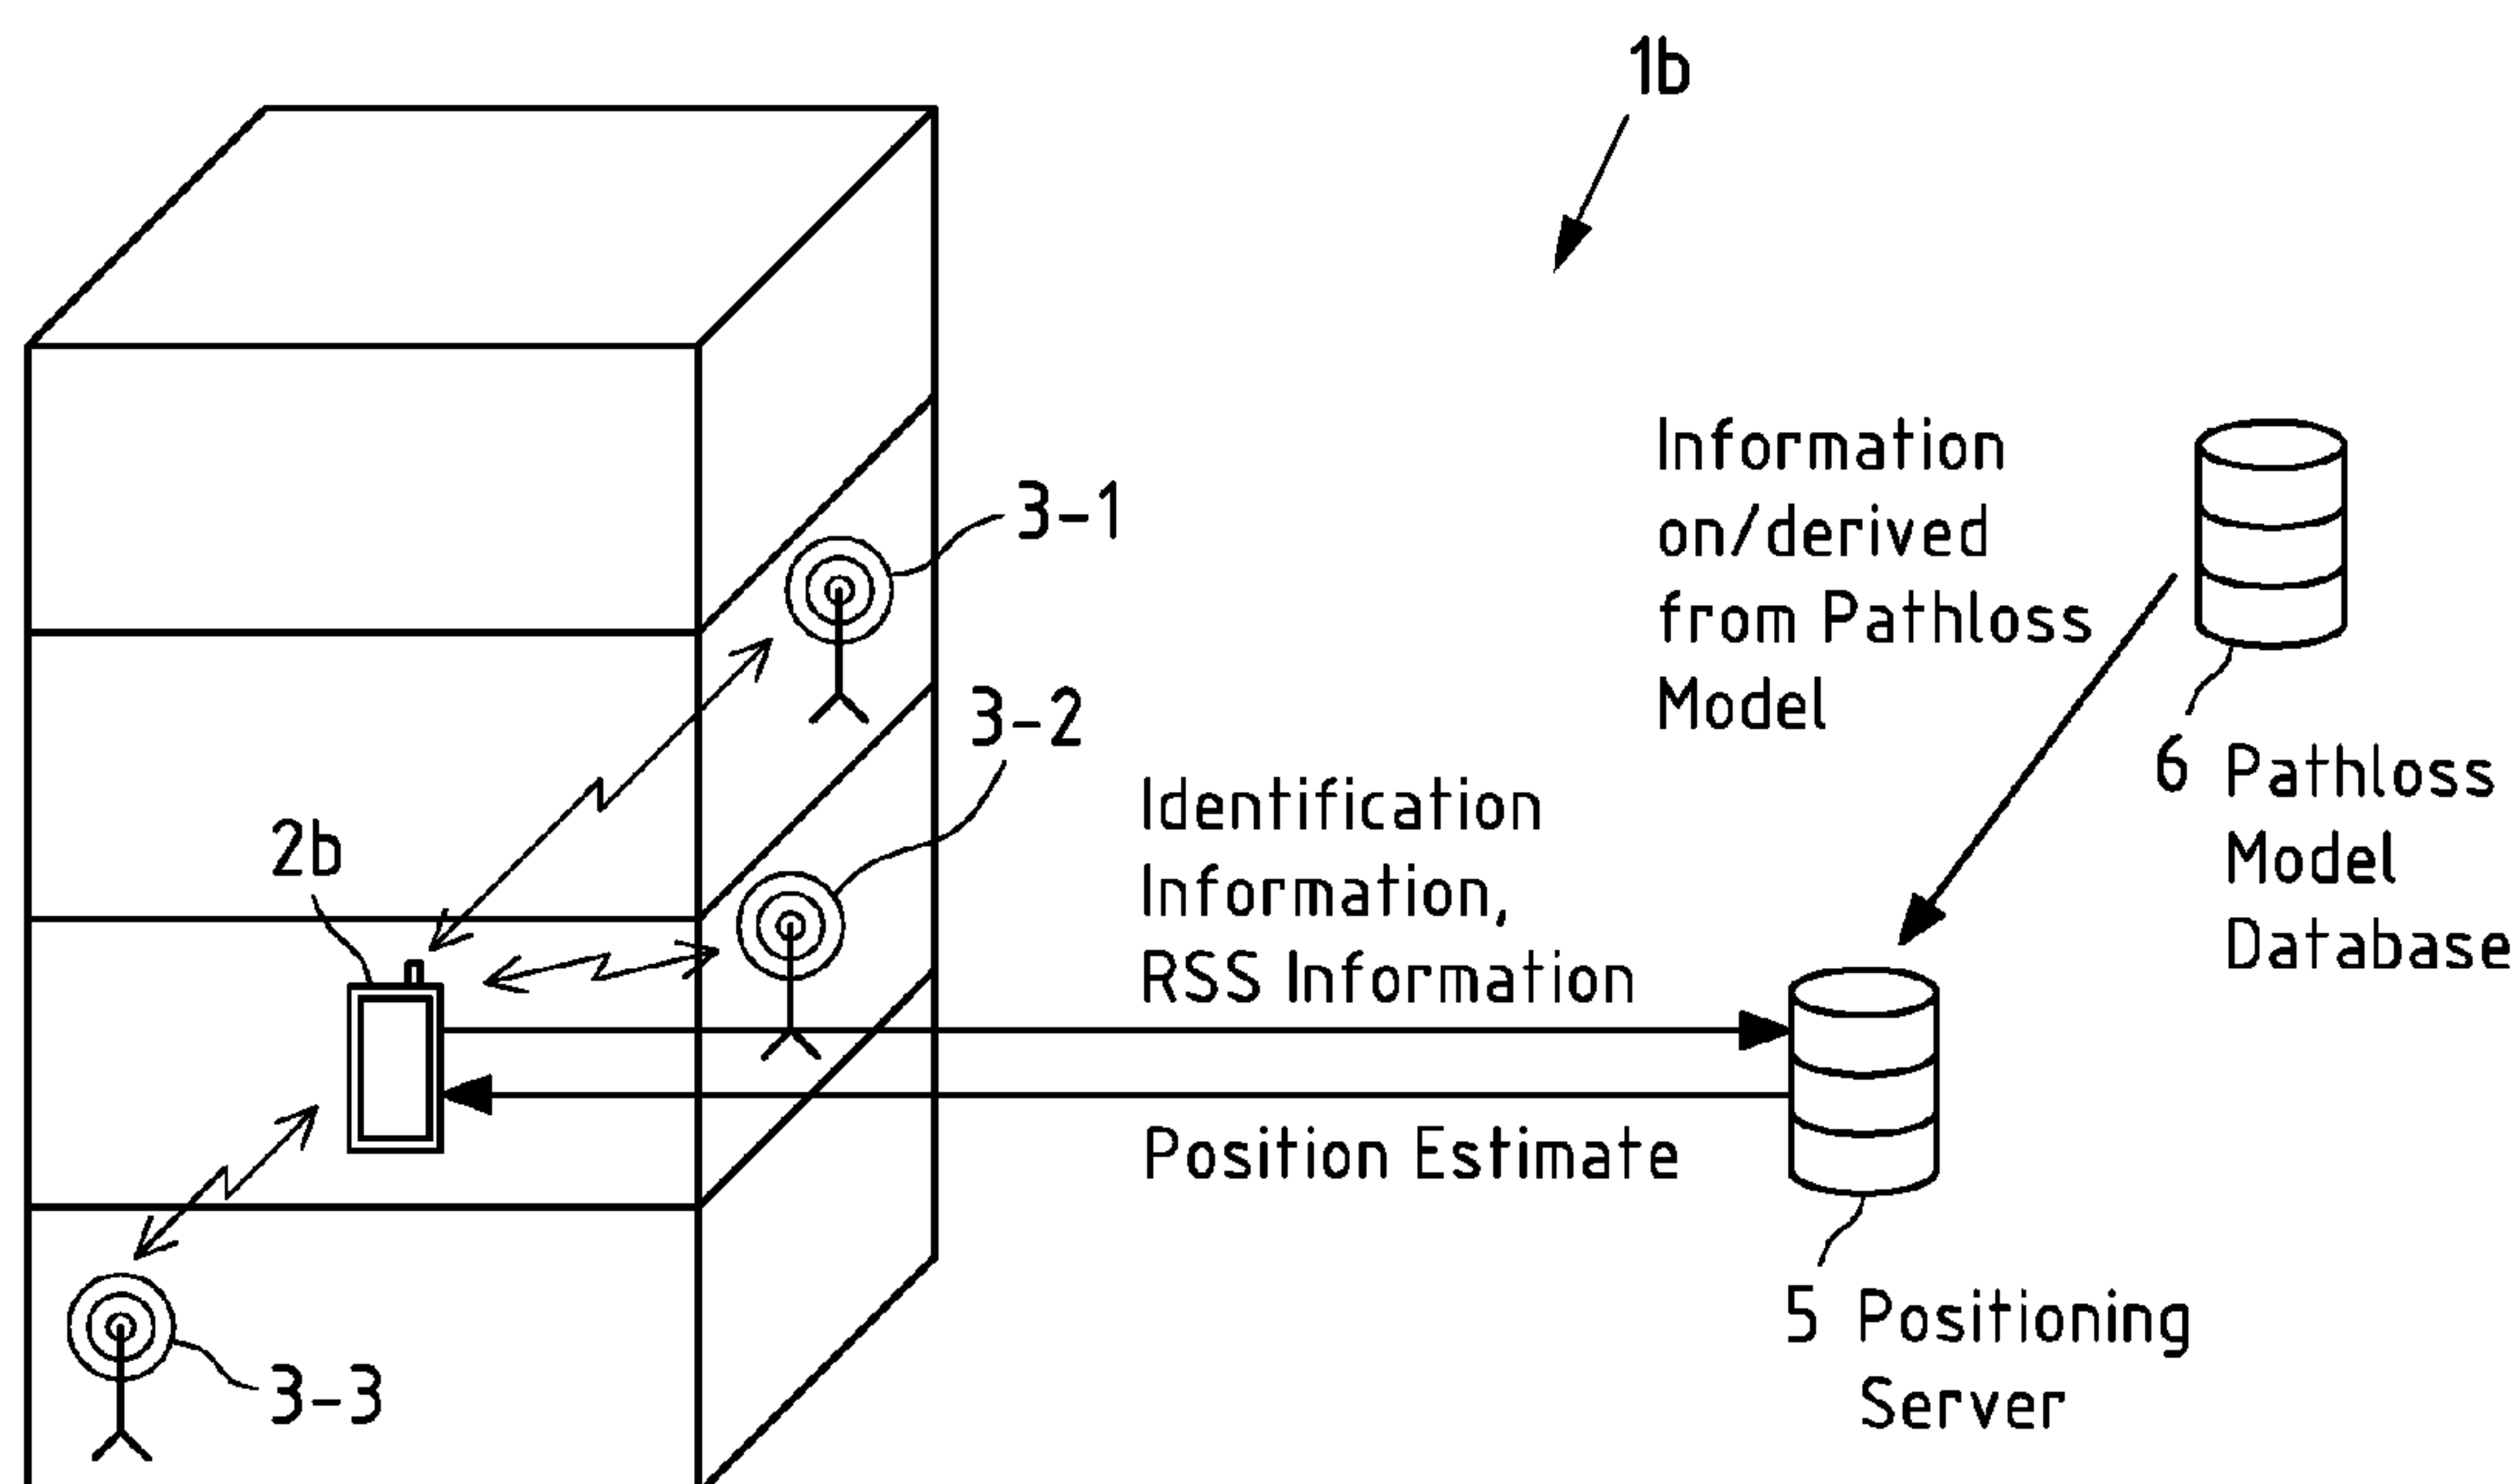 1b
3-1
Information
on/derived
from Pathloss
Model
3-2
6 Pathloss
Model
Database
Identification
Information,
RSS Information
2b
Position Estimate
5 Positioning
Server
3-3